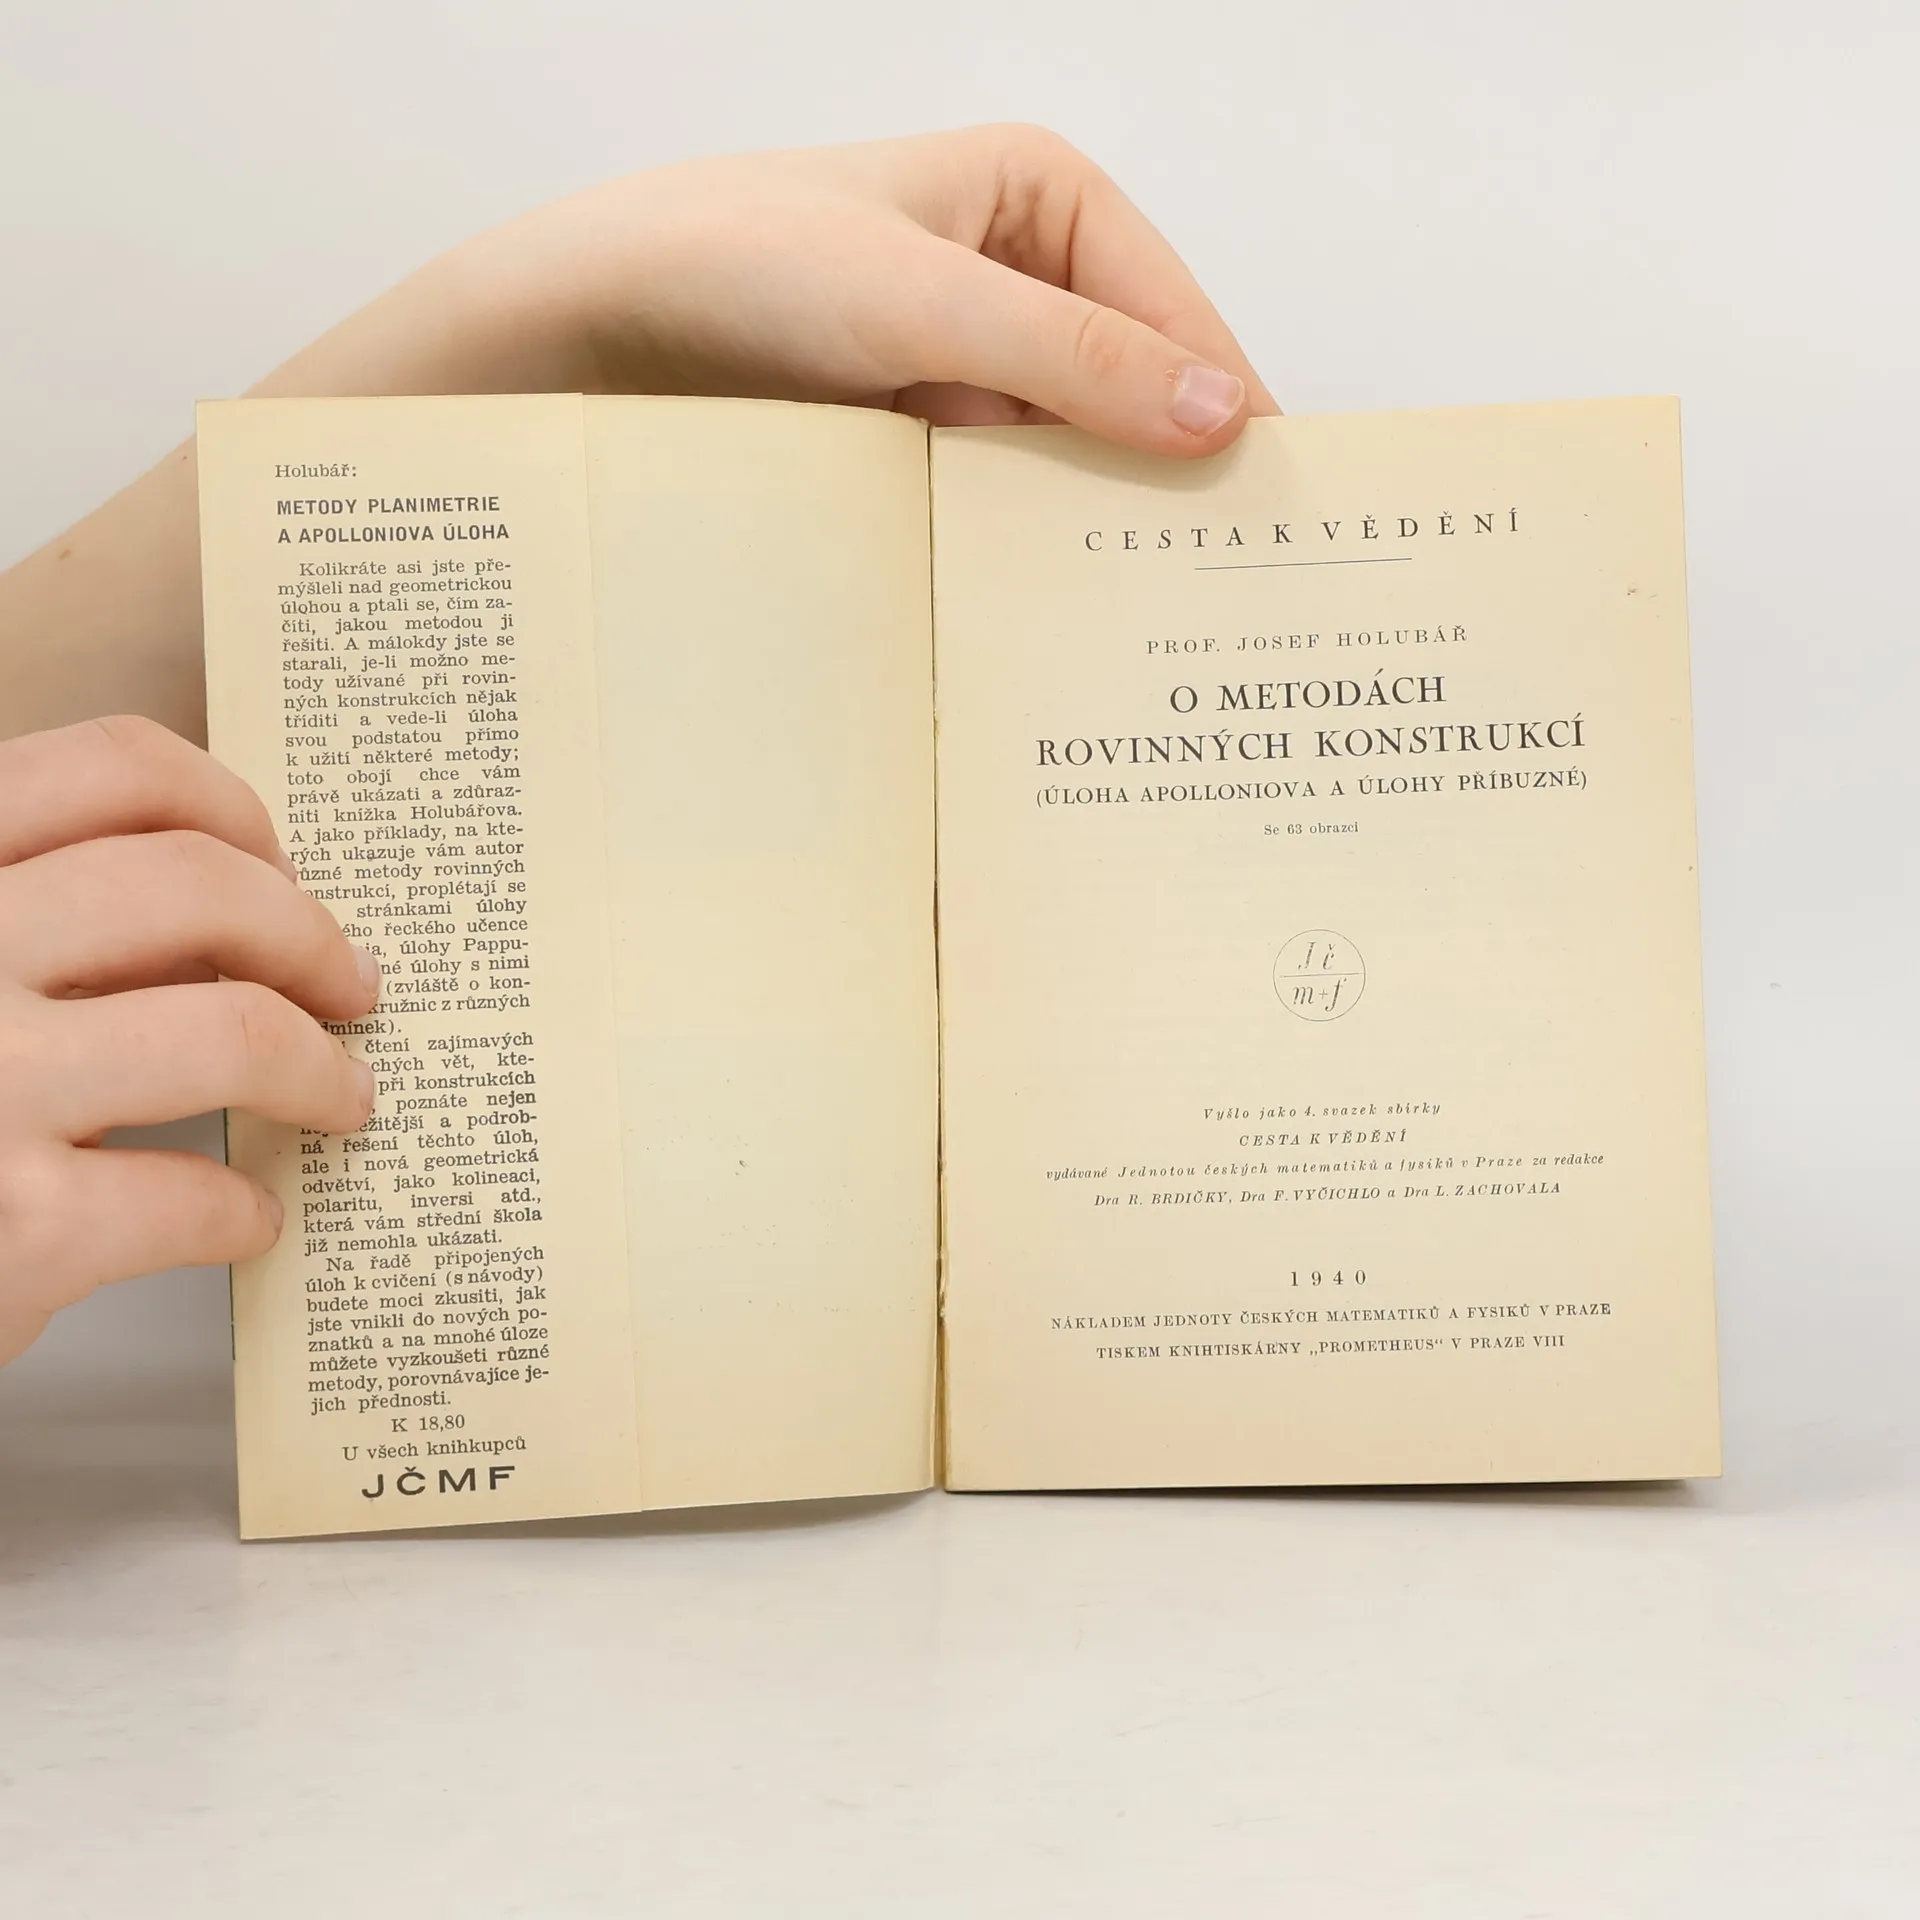 Holubář:
METODY PLANIMETRIE
A APOLLONIOVA ÚLOHA
Kolikráte asi jste pře-
mýšleli nad geometrickou
úlohou a ptali se, čím za-
číti, jakou metodou ji
řešiti. A málokdy jste se
starali, je-li možno me-
tody užívané při rovin-
ných konstrukcích nějak
tříditi a vede-li úloha
svou podstatou přímo
k užití některé metody;
toto obojí chce vám
právě ukázati a zdůraz-
niti knížka Holubářova.
A jako příklady, na kte-
rých ukazuje vám autor
různé metody rovinných
onstrukcí, proplétají se
stránkami úlohy
ého řeckého učence
ia, úlohy Pappu-
né úlohy s nimi
(zvláště o kon-
kružnic z různých
dmínek).
čtení zajímavých
chých vět, kte-
při konstrukcích
poznáte nejen
ežitější a podrob-
ná řešení těchto úloh,
ale i nová geometrická
odvětví, jako kolineaci,
polaritu, inversi atd.,
která vám střední škola
již nemohla ukázati.
Na řadě připojených
úloh k cvičení (s návody)
budete moci zkusiti, jak
jste vnikli do nových po-
znatků a na mnohé úloze
můžete vyzkoušeti různé
metody, porovnávajíce je-
jich přednosti.
K 18,80
U všech knihkupců
JČMF
CESTA K VĚDĚNÍ
PROF. JOSEF HOLUBÁŘ
O METODÁCH
ROVINNÝCH KONSTRUKCÍ
(ÚLOHA APOLLONIOVA A ÚLOHY PŘÍBUZNÉ)
Se 63 obrazci
J č
m+f
Vyšlo jako 4. svazek sbírky
CESTA K VĚDĚNÍ
vydávané Jednotou českých matematiků a fysiků v Praze za redakce
Dra R. BRDIČKY, Dra F. VYČICHLO a Dra L. ZACHOVALA
1940
NÁKLADEM JEDNOTY ČESKÝCH MATEMATIKŮ A FYSIKŮ V PRAZE
TISKEM KNIHTISKÁRNY „PROMETHEUS“ V PRAZE VIII